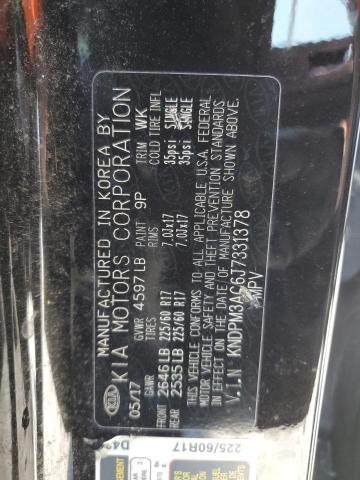 MANUFACTURED IN KOREA BY
KIA KIA MOTORS CORPORATION
05/17 GVWR 4597LB PAINT 9P TRIM WK
GAWR TIRES RIMS COLD TIRE INFL
FRONT 2646LB 225/60 R17 7.0Jx17 35psi SINGLE
REAR 2535LB 225/60 R17 7.0Jx17 35psi SINGLE
THIS VEHICLE CONFORMS TO ALL APPLICABLE U.S.A. FEDERAL
MOTOR VEHICLE SAFETY AND THEFT PREVENTION STANDARDS
IN EFFECT ON THE DATE OF MANUFACTURE SHOWN ABOVE.
V.I.N KNDPM3AC6J7331378
MPV
225/60R17